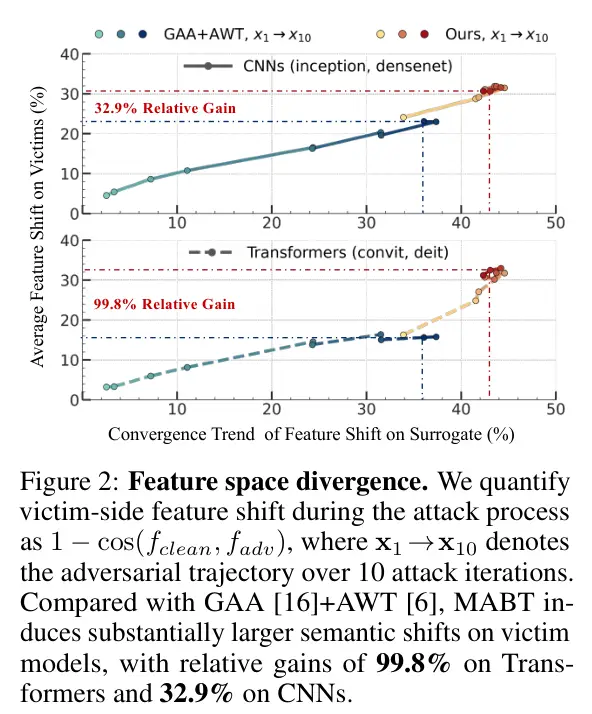 GAA+AWT, x₁→x₁₀ Ours, x₁→x₁₀
CNNs (inception, densenet)
40
30
20
10
0
32.9% Relative Gain
10 20 30 40 50
Average Feature Shift on Victims (%)
Transformers (convit, deit)
40
30
20
10
0
99.8% Relative Gain
10 20 30 40 50
Convergence Trend of Feature Shift on Surrogate (%)
Figure 2: Feature space divergence. We quantify
victim-side feature shift during the attack process
as 1 − cos(f_clean, f_adv), where x₁→x₁₀ denotes
the adversarial trajectory over 10 attack iterations.
Compared with GAA [16]+AWT [6], MABT in-
duces substantially larger semantic shifts on victim
models, with relative gains of 99.8% on Trans-
formers and 32.9% on CNNs.